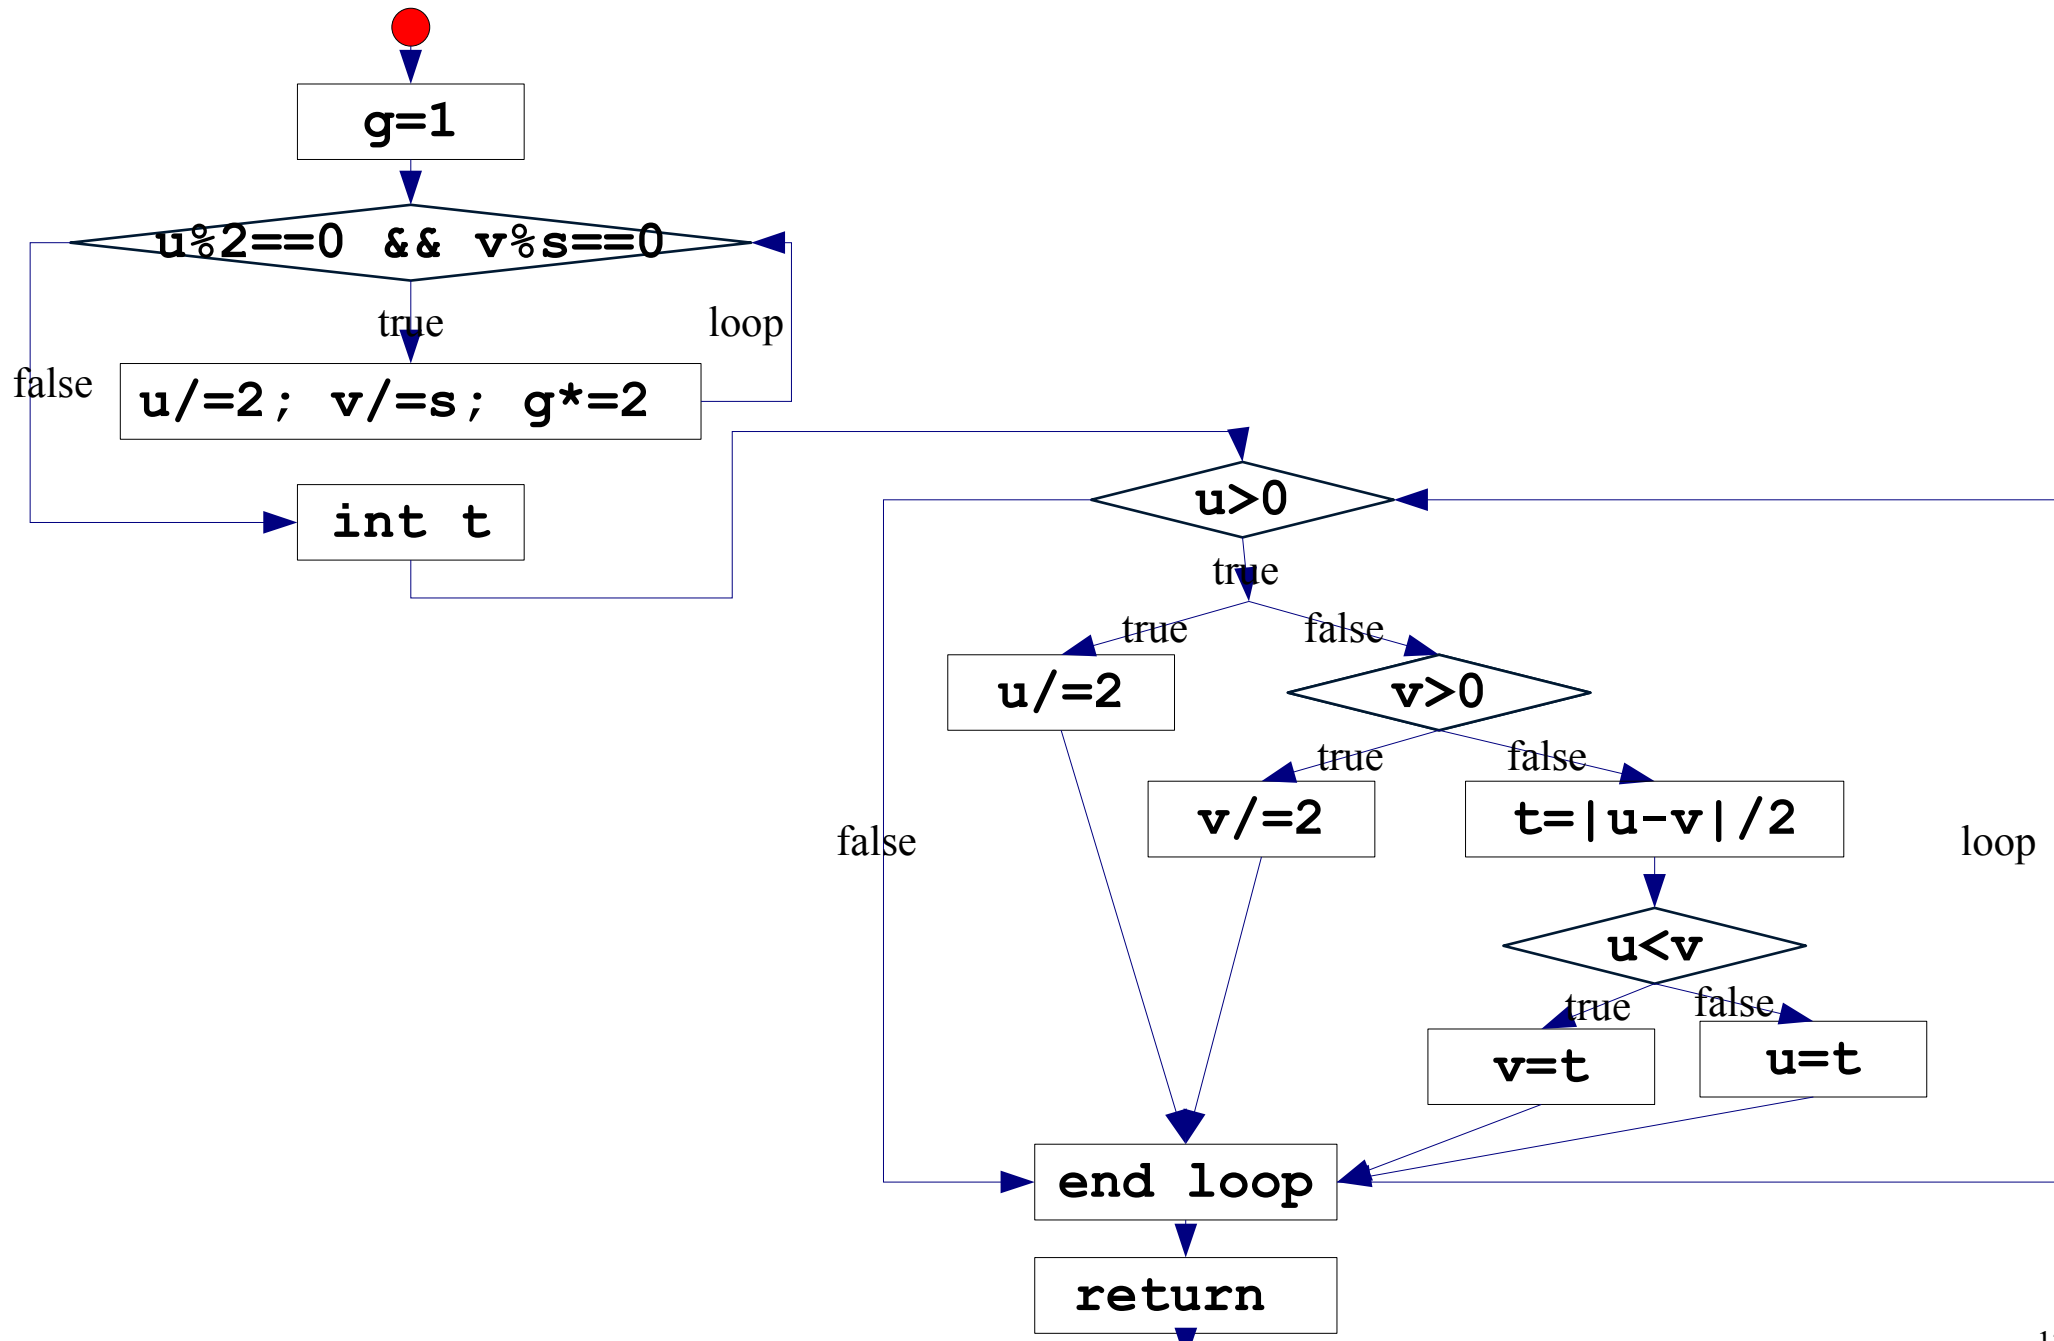 g=1
u%2==0 && v%s==0
true
loop
false
u/=2; v/=s; g*=2
int t
u>0
true
true
false
u/=2
v>0
true
false
v/=2
t=|u-v|/2
false
loop
u<v
true
false
v=t
u=t
end loop
return